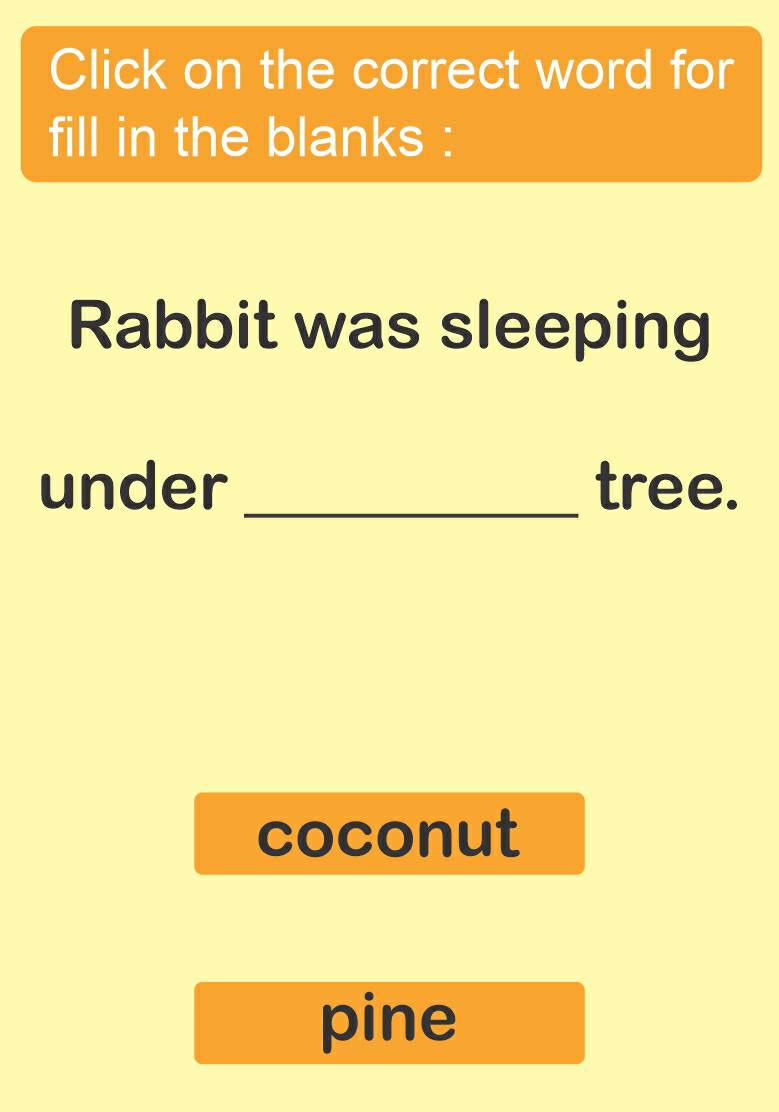 Click on the correct word for
fill in the blanks :
Rabbit was sleeping
under __________ tree.
coconut
pine